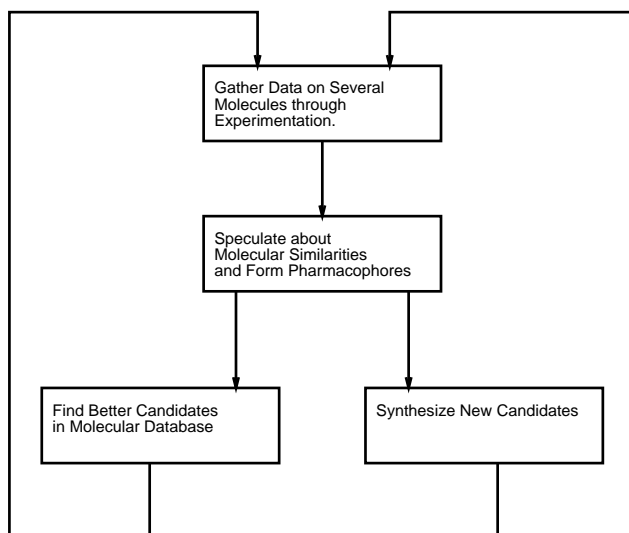 Gather Data on Several
Molecules through
Experimentation.
Speculate about
Molecular Similarities
and Form Pharmacophores
Find Better Candidates
in Molecular Database
Synthesize New Candidates